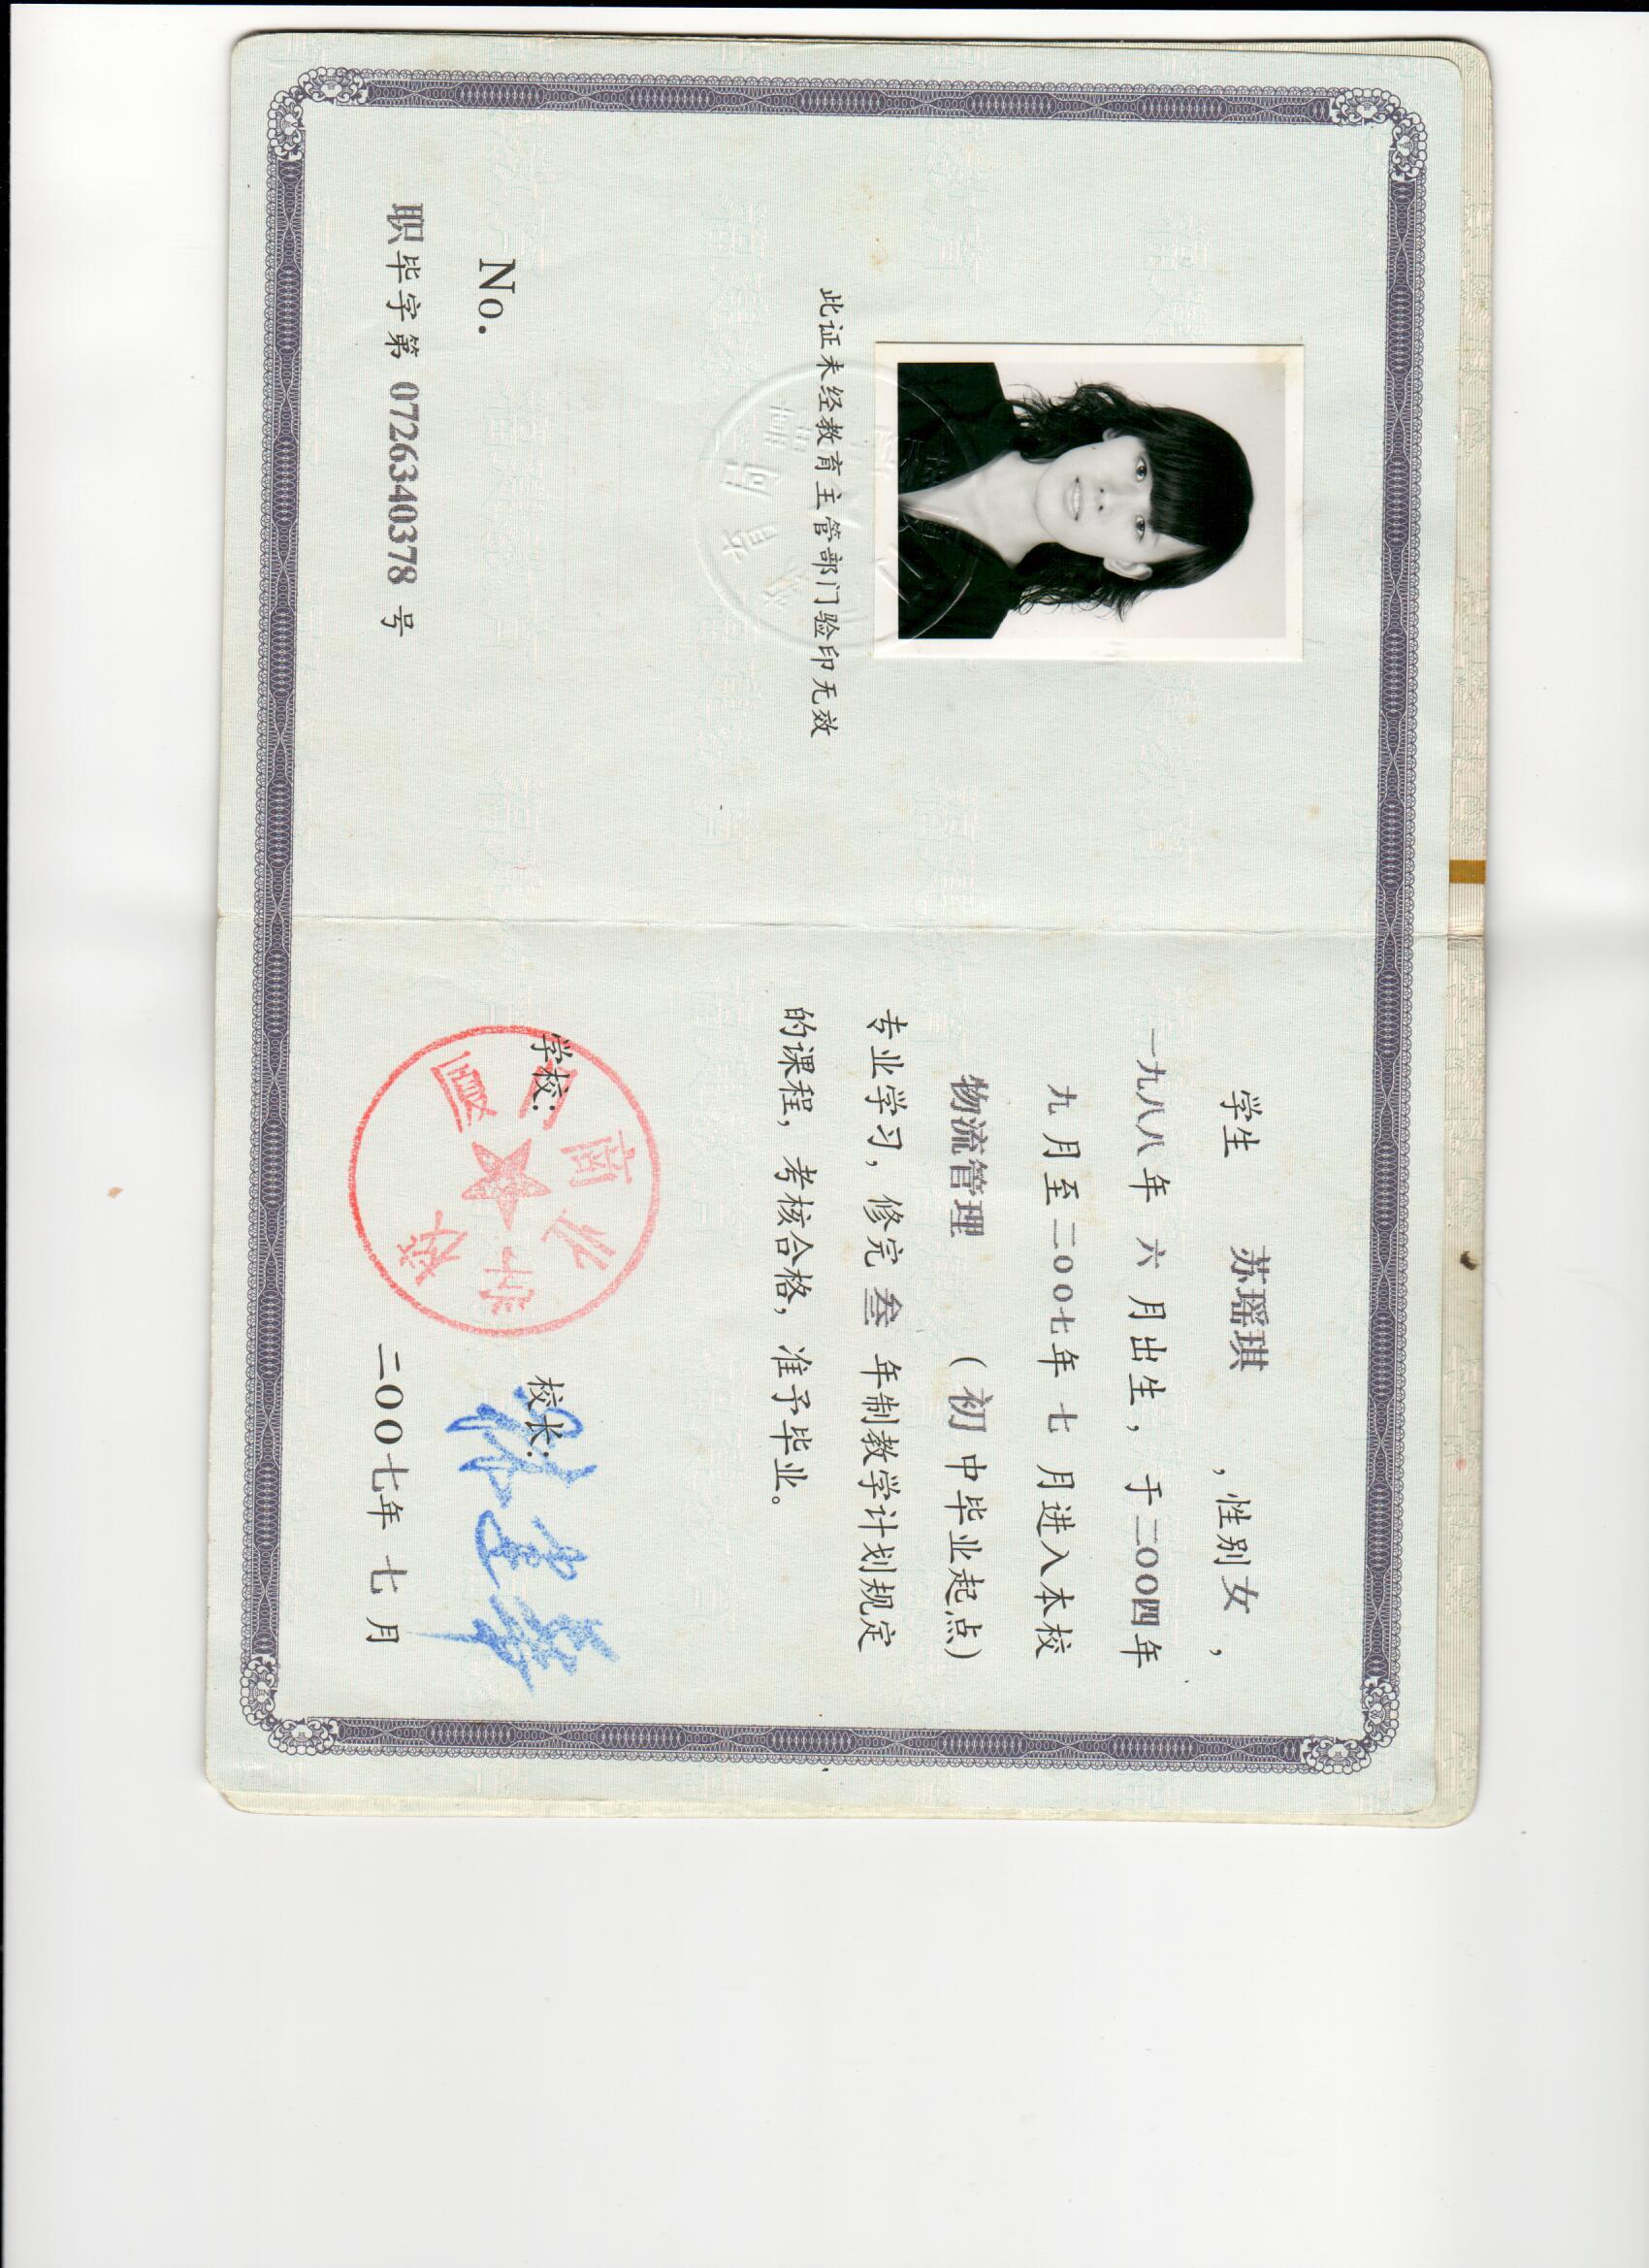 此证未经教育主管部门验印无效
No.
职毕字第 0726340378 号
学生 苏瑶琪 ,性别女 ,
一九八八年 六 月出生, 于二00四年
九 月至二00七年 七 月进入本校
物流管理 (初 中毕业起点)
专业学习, 修完 叁 年制教学计划规定
的课程, 考核合格, 准予毕业。
学校: 校长:
商业学校
二00七年 七 月